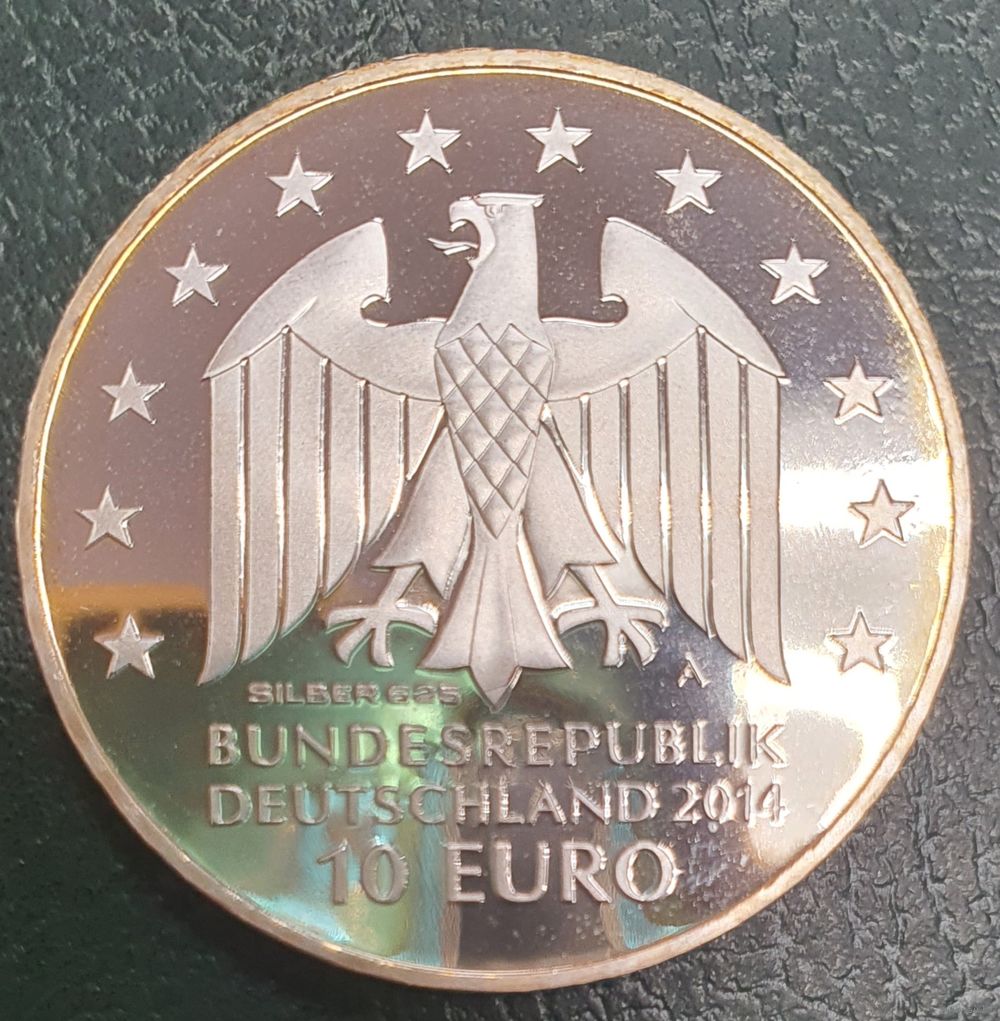 A
SILBER 625
BUNDESREPUBLIK
DEUTSCHLAND 2014
10 EURO